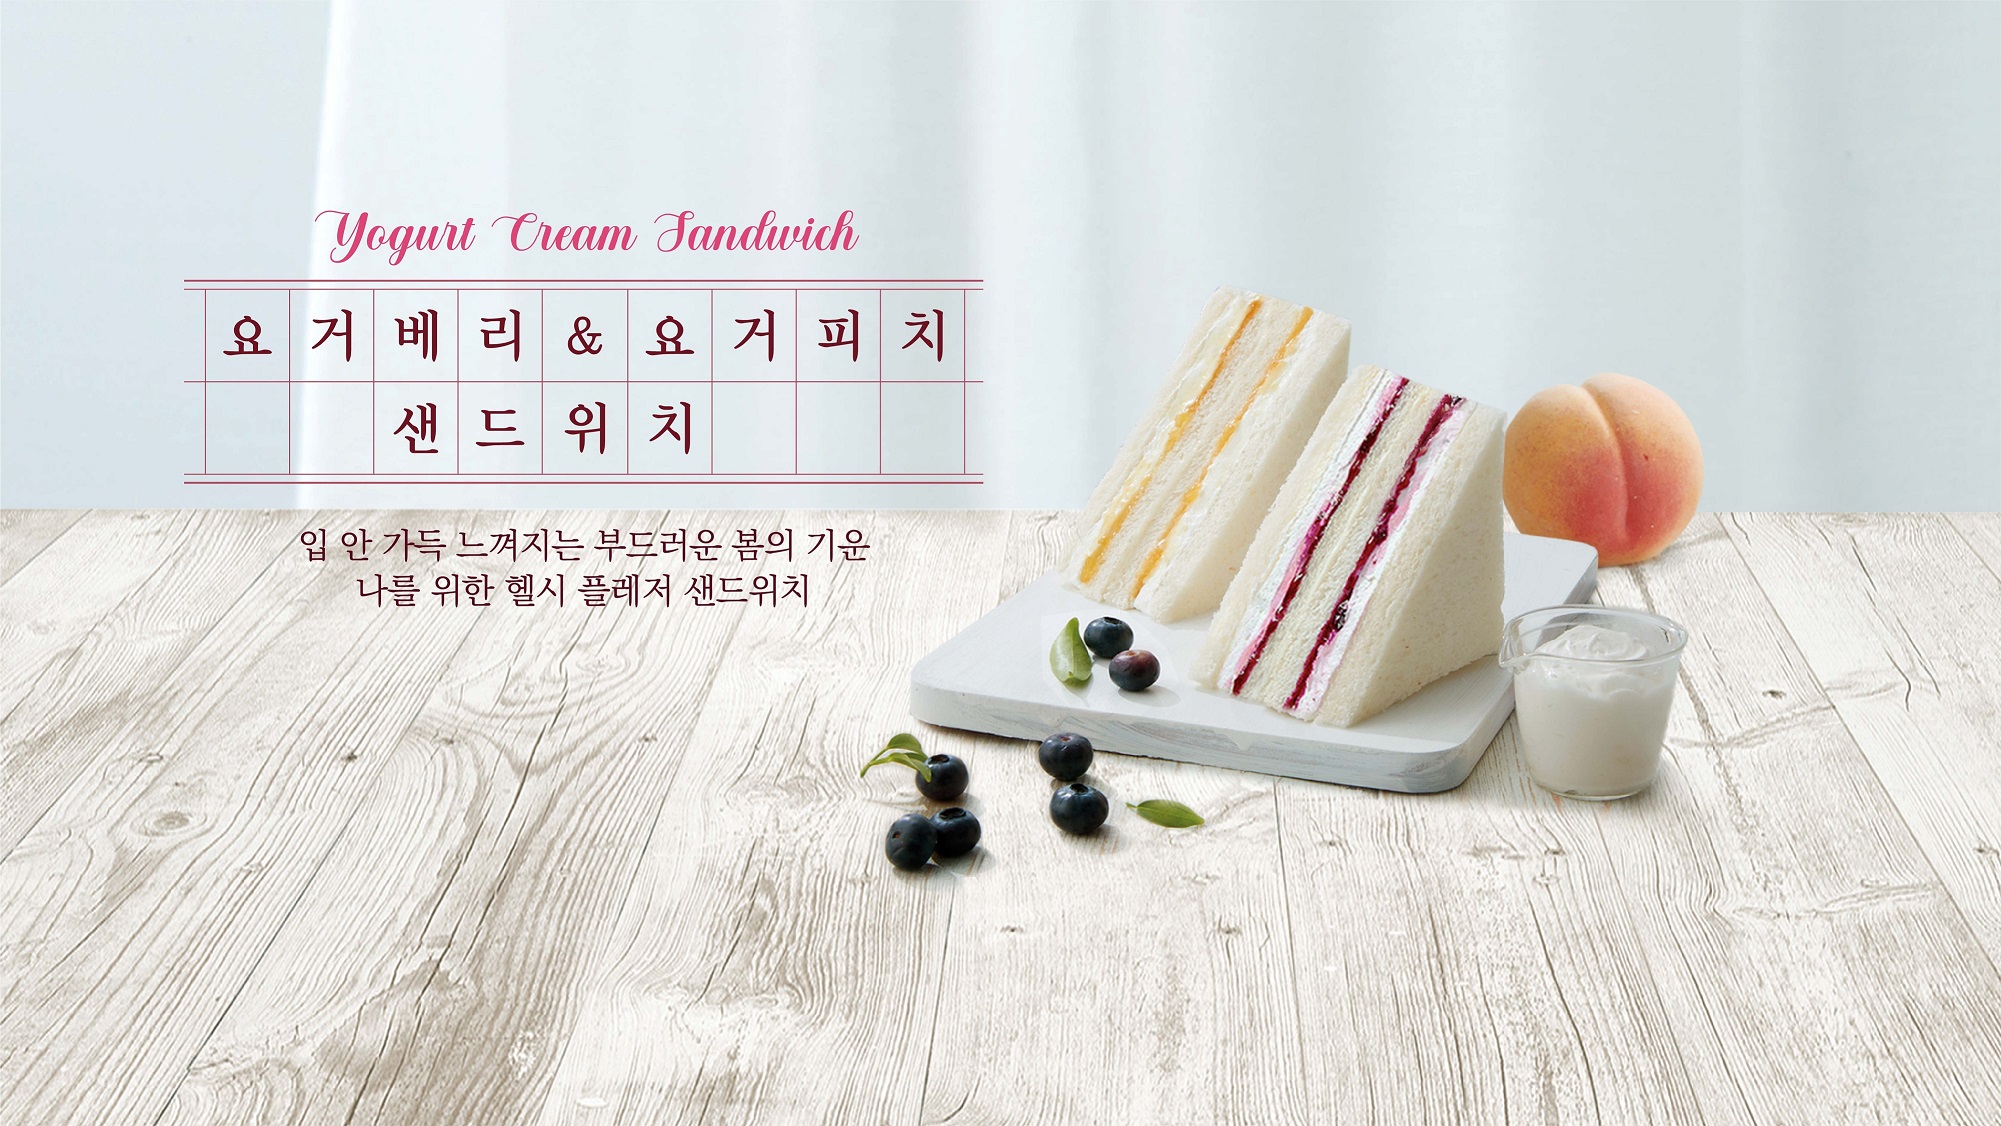 Yogurt Cream Sandwich
요거베리&요거피치
샌드위치
입 안 가득 느껴지는 부드러운 봄의 기운
나를 위한 헬시 플레저 샌드위치